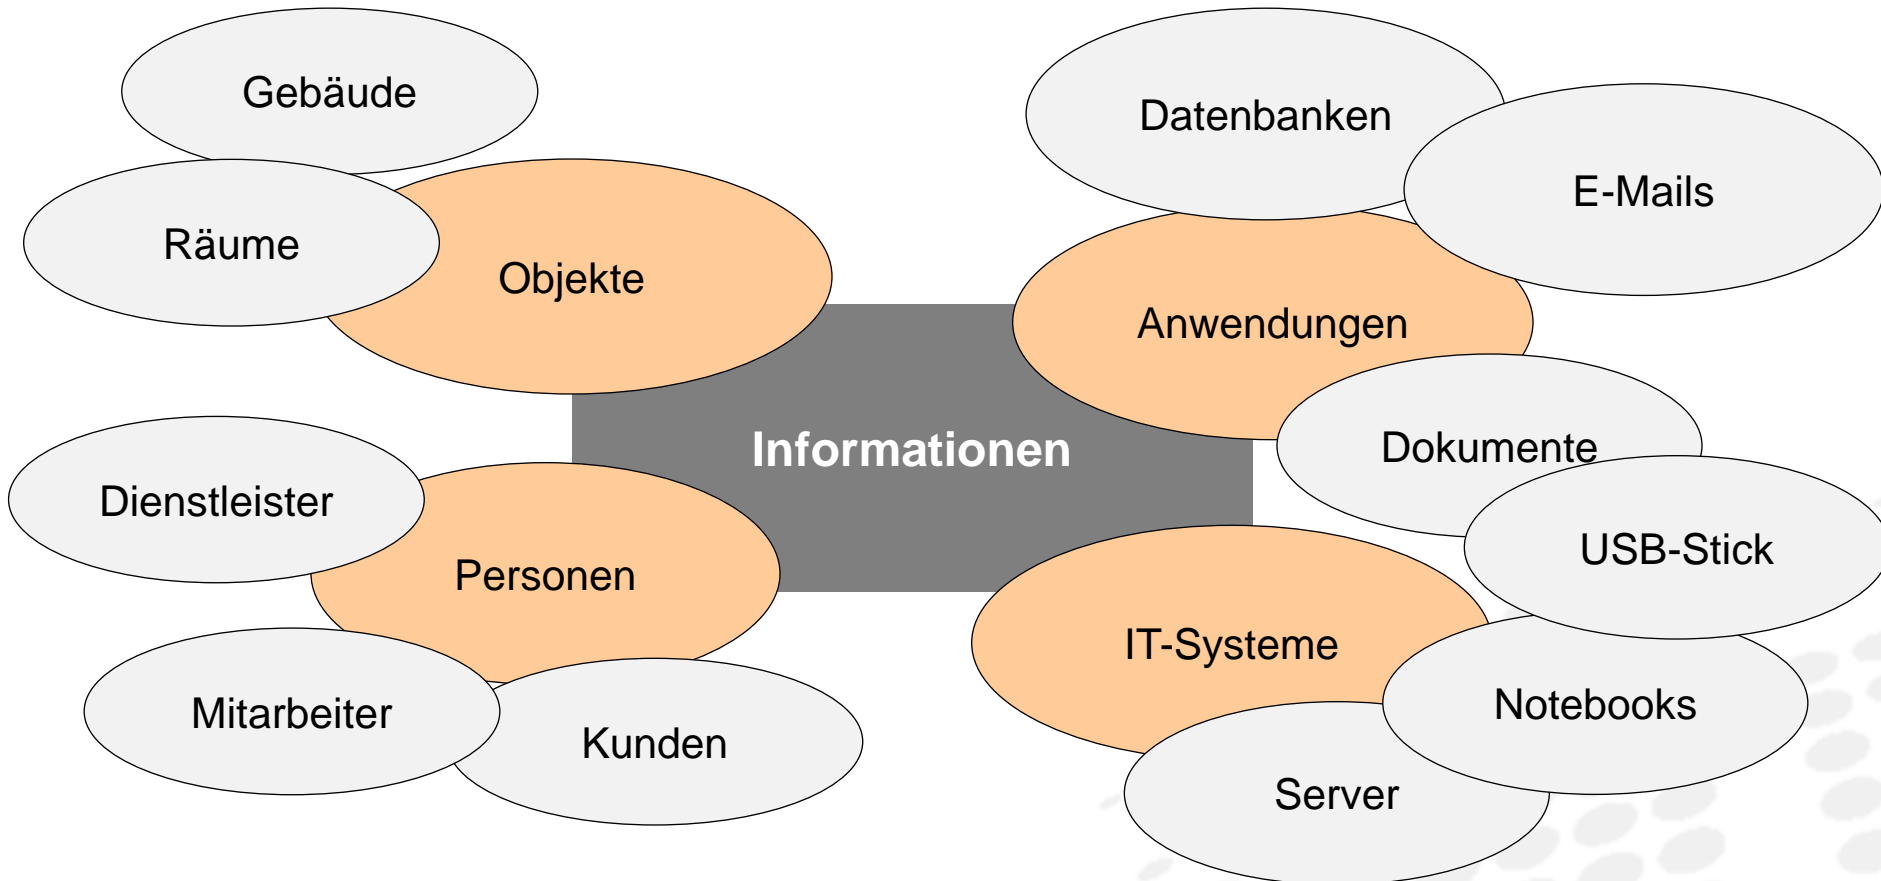 Gebäude
Räume
Objekte
Datenbanken
E-Mails
Anwendungen
Informationen
Dokumente
Dienstleister
Personen
Mitarbeiter
Kunden
USB-Stick
IT-Systeme
Notebooks
Server